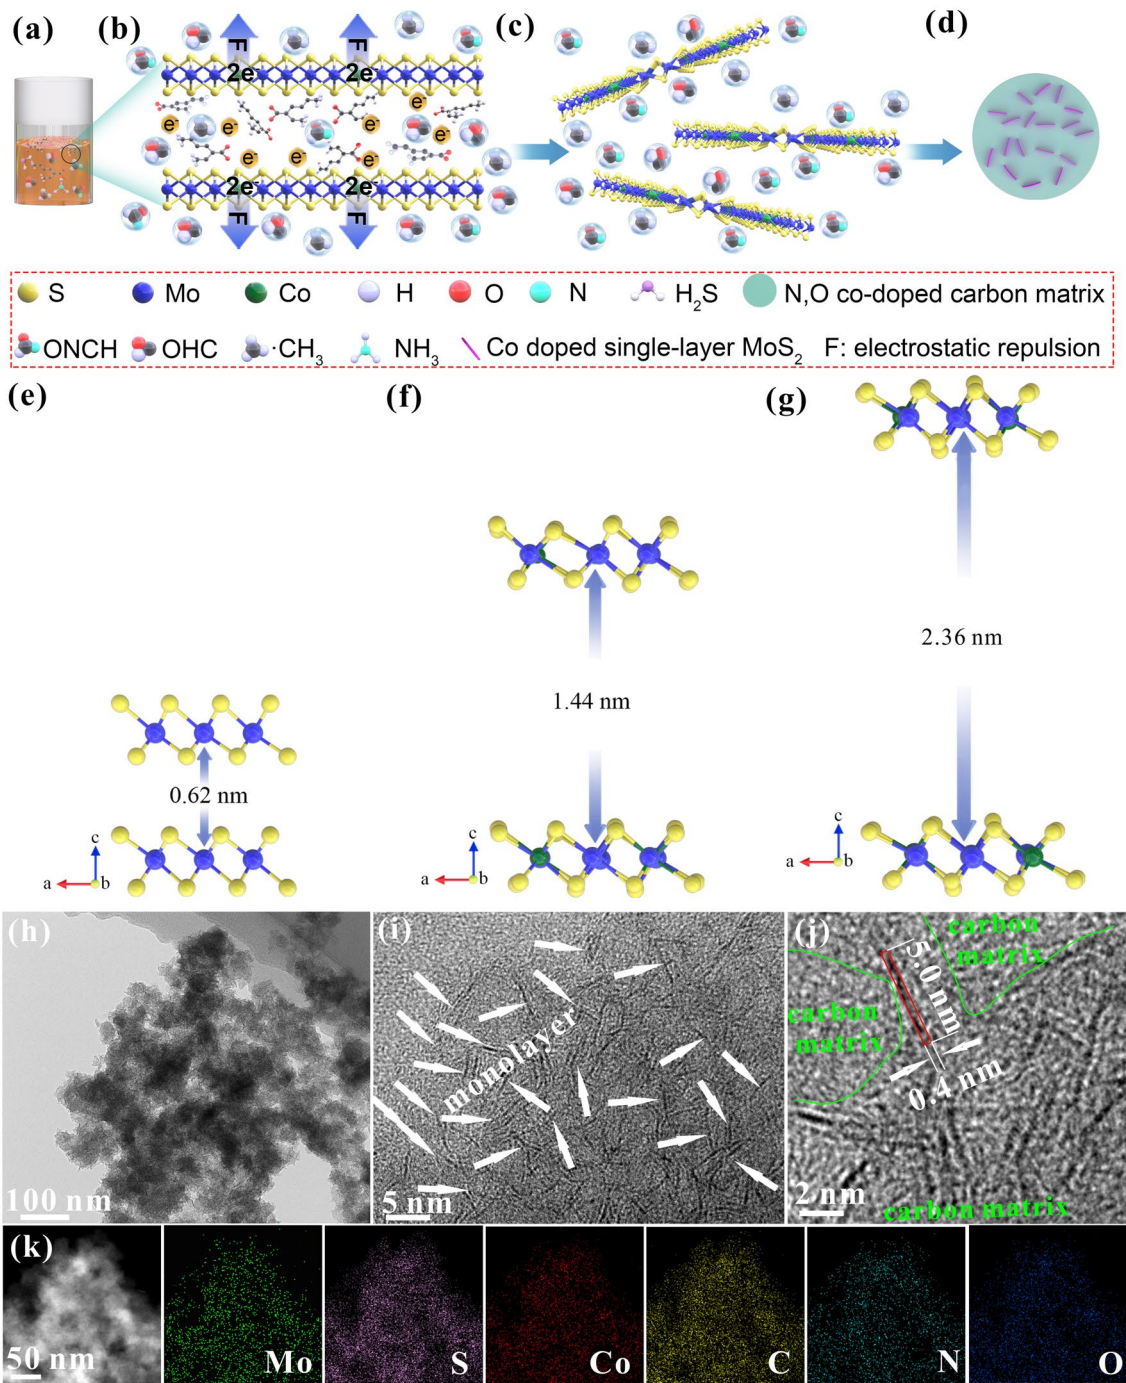 (a)
(b)
(c)
(d)
F
F
2e-
2e-
e-
e-
e-
e-
e-
e-
2e-
2e-
F
F
S
Mo
Co
H
O
N
H2S
N,O co-doped carbon matrix
ONCH
OHC
·CH3
NH3
Co doped single-layer MoS2
F: electrostatic repulsion
(e)
(f)
(g)
0.62 nm
1.44 nm
2.36 nm
c
a
b
c
a
b
c
a
b
(h)
100 nm
(i)
monolayer
5 nm
(j)
carbon
matrix
carbon
matrix
5.0 nm
0.4 nm
2 nm
carbon matrix
(k)
50 nm
Mo
S
Co
C
N
O